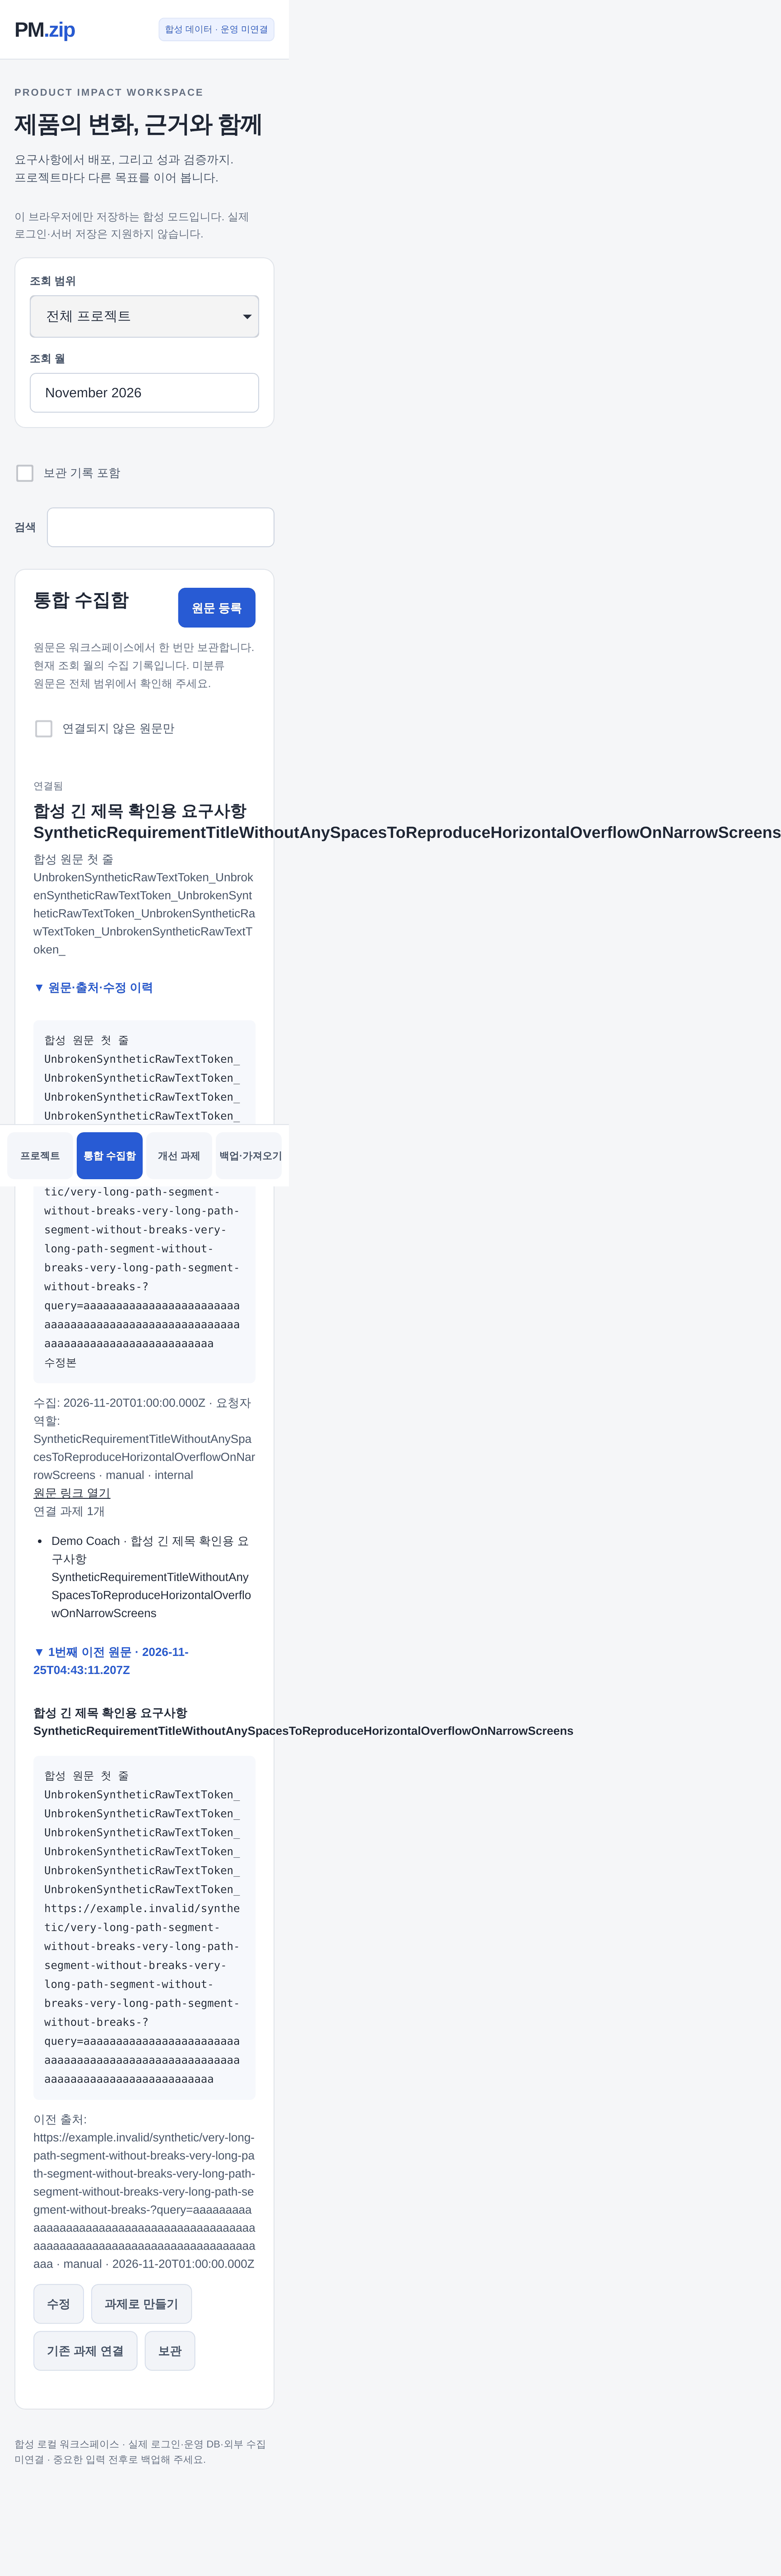 PM.zip
합성 데이터 · 운영 미연결
PRODUCT IMPACT WORKSPACE
제품의 변화, 근거와 함께
요구사항에서 배포, 그리고 성과 검증까지.
프로젝트마다 다른 목표를 이어 봅니다.
이 브라우저에만 저장하는 합성 모드입니다. 실제
로그인·서버 저장은 지원하지 않습니다.
조회 범위
전체 프로젝트
조회 월
November 2026
보관 기록 포함
검색
통합 수집함
원문 등록
원문은 워크스페이스에서 한 번만 보관합니다.
현재 조회 월의 수집 기록입니다. 미분류
원문은 전체 범위에서 확인해 주세요.
연결되지 않은 원문만
연결됨
합성 긴 제목 확인용 요구사항
SyntheticRequirementTitleWithoutAnySpacesToReproduceHorizontalOverflowOnNarrowScreens
합성 원문 첫 줄
UnbrokenSyntheticRawTextToken_Unbrok
enSyntheticRawTextToken_UnbrokenSynt
heticRawTextToken_UnbrokenSyntheticRa
wTextToken_UnbrokenSyntheticRawTextT
oken_
▼ 원문·출처·수정 이력
합성 원문 첫 줄
UnbrokenSyntheticRawTextToken_
UnbrokenSyntheticRawTextToken_
UnbrokenSyntheticRawTextToken_
UnbrokenSyntheticRawTextToken_
프로젝트
통합 수집함
개선 과제
백업·가져오기
tic/very-long-path-segment-
without-breaks-very-long-path-
segment-without-breaks-very-
long-path-segment-without-
breaks-very-long-path-segment-
without-breaks-?
query=aaaaaaaaaaaaaaaaaaaaaaaa
aaaaaaaaaaaaaaaaaaaaaaaaaaaaaa
aaaaaaaaaaaaaaaaaaaaaaaaaa
수정본
수집: 2026-11-20T01:00:00.000Z · 요청자
역할:
SyntheticRequirementTitleWithoutAnySpa
cesToReproduceHorizontalOverflowOnNar
rowScreens · manual · internal
원문 링크 열기
연결 과제 1개
• Demo Coach · 합성 긴 제목 확인용 요
구사항
SyntheticRequirementTitleWithoutAny
SpacesToReproduceHorizontalOverflo
wOnNarrowScreens
▼ 1번째 이전 원문 · 2026-11-
25T04:43:11.207Z
합성 긴 제목 확인용 요구사항
SyntheticRequirementTitleWithoutAnySpacesToReproduceHorizontalOverflowOnNarrowScreens
합성 원문 첫 줄
UnbrokenSyntheticRawTextToken_
UnbrokenSyntheticRawTextToken_
UnbrokenSyntheticRawTextToken_
UnbrokenSyntheticRawTextToken_
UnbrokenSyntheticRawTextToken_
UnbrokenSyntheticRawTextToken_
https://example.invalid/synthe
tic/very-long-path-segment-
without-breaks-very-long-path-
segment-without-breaks-very-
long-path-segment-without-
breaks-very-long-path-segment-
without-breaks-?
query=aaaaaaaaaaaaaaaaaaaaaaaa
aaaaaaaaaaaaaaaaaaaaaaaaaaaaaa
aaaaaaaaaaaaaaaaaaaaaaaaaa
이전 출처:
https://example.invalid/synthetic/very-long-
path-segment-without-breaks-very-long-pa
th-segment-without-breaks-very-long-path-
segment-without-breaks-very-long-path-se
gment-without-breaks-?query=aaaaaaaaa
aaaaaaaaaaaaaaaaaaaaaaaaaaaaaaaaaa
aaaaaaaaaaaaaaaaaaaaaaaaaaaaaaaaaa
aaa · manual · 2026-11-20T01:00:00.000Z
수정
과제로 만들기
기존 과제 연결
보관
합성 로컬 워크스페이스 · 실제 로그인·운영 DB·외부 수집
미연결 · 중요한 입력 전후로 백업해 주세요.